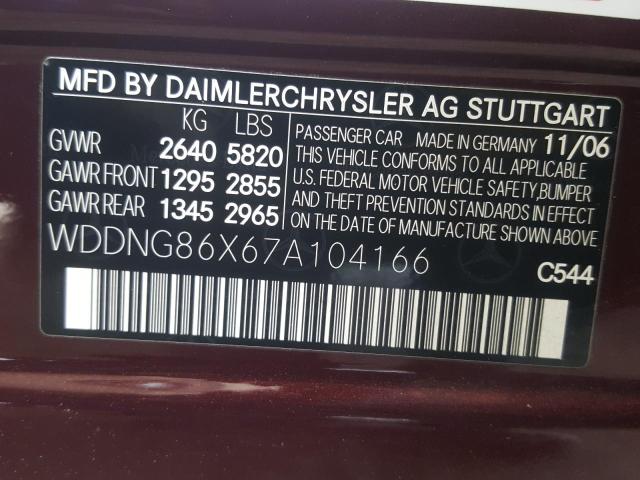 MFD BY DAIMLERCHRYSLER AG STUTTGART
KG LBS
GVWR 2640 5820
GAWR FRONT 1295 2855
GAWR REAR 1345 2965
PASSENGER CAR MADE IN GERMANY 11/06
THIS VEHICLE CONFORMS TO ALL APPLICABLE
U.S. FEDERAL MOTOR VEHICLE SAFETY,BUMPER
AND THEFT PREVENTION STANDARDS IN EFFECT
ON THE DATE OF MANUFACTURE SHOWN ABOVE
WDDNG86X67A104166
C544